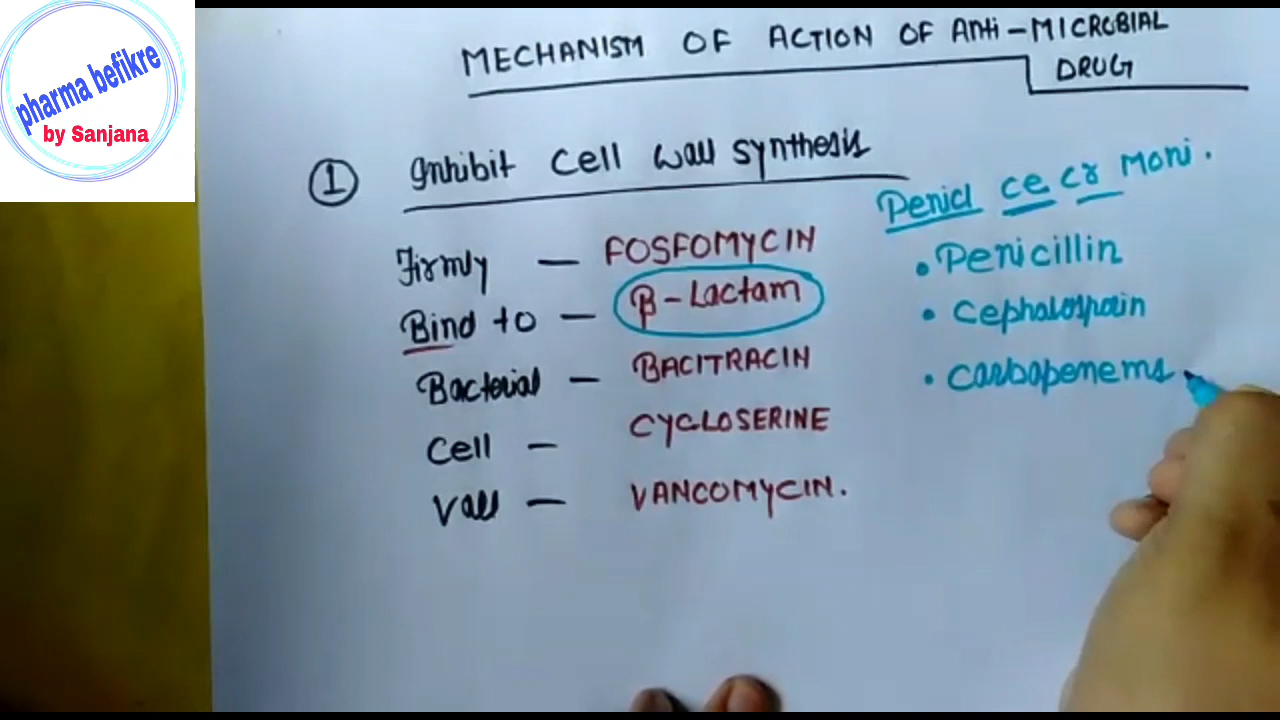 pharma befikre
by Sanjana
MECHANISM OF ACTION OF Anti-MICROBIAL
DRUG
① Inhibit Cell Wall synthesis
Firmly — FOSFOMYCIN
Bind to — β-Lactam
Bacterial — BACITRACIN
Cell — CYCLOSERINE
Vall — VANCOMYCIN.
Penicl ce cr Moni.
• Penicillin
• Cephalosporin
• Carbapenems